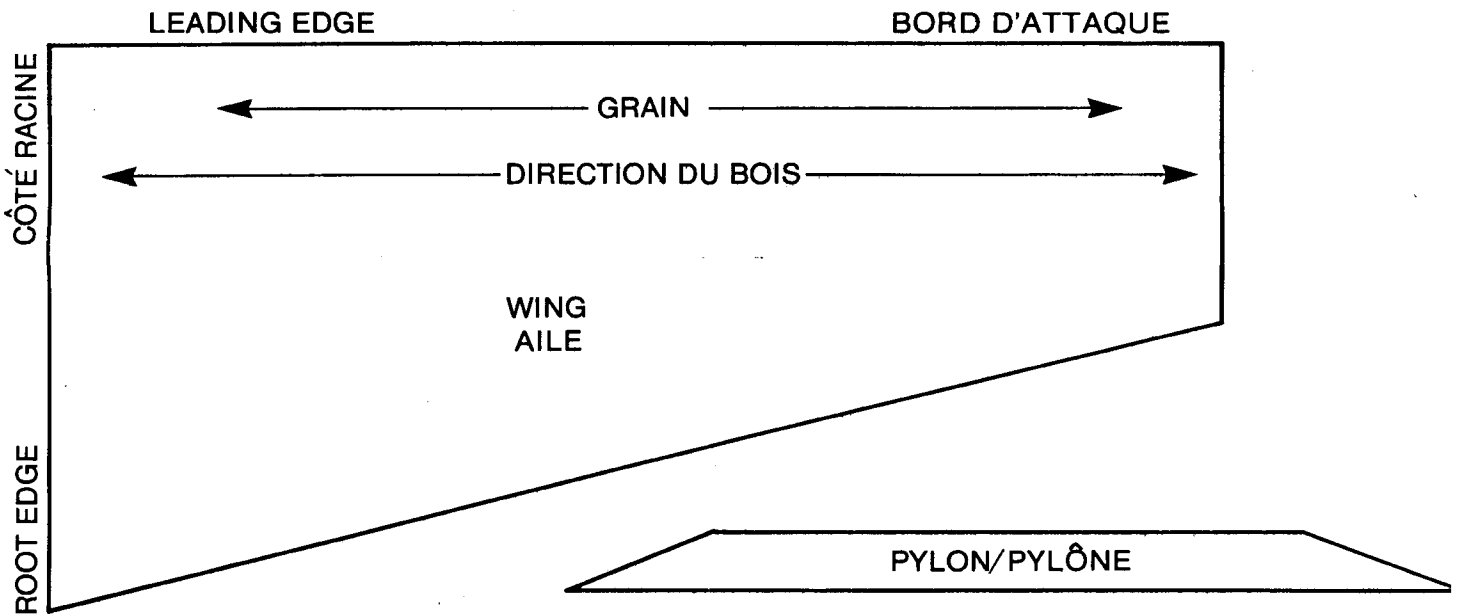 LEADING EDGE
BORD D'ATTAQUE
CÔTÉ RACINE
GRAIN
DIRECTION DU BOIS
WING
AILE
ROOT EDGE
PYLON/PYLÔNE